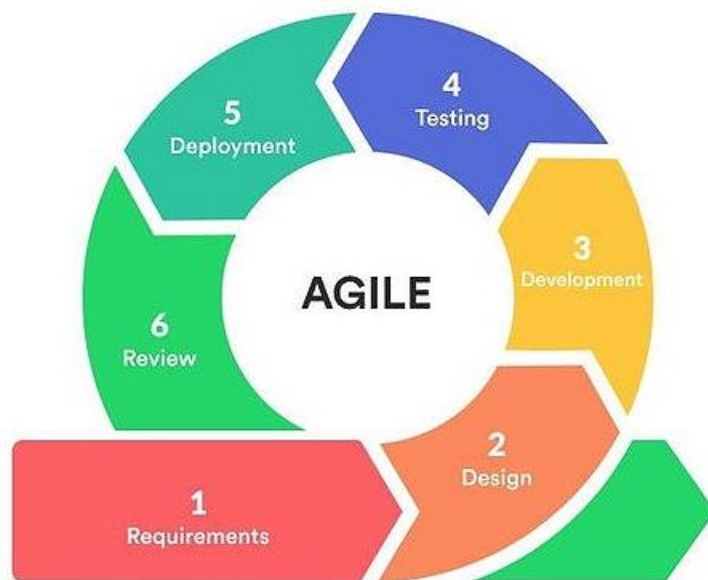 AGILE
1
Requirements
2
Design
3
Development
4
Testing
5
Deployment
6
Review